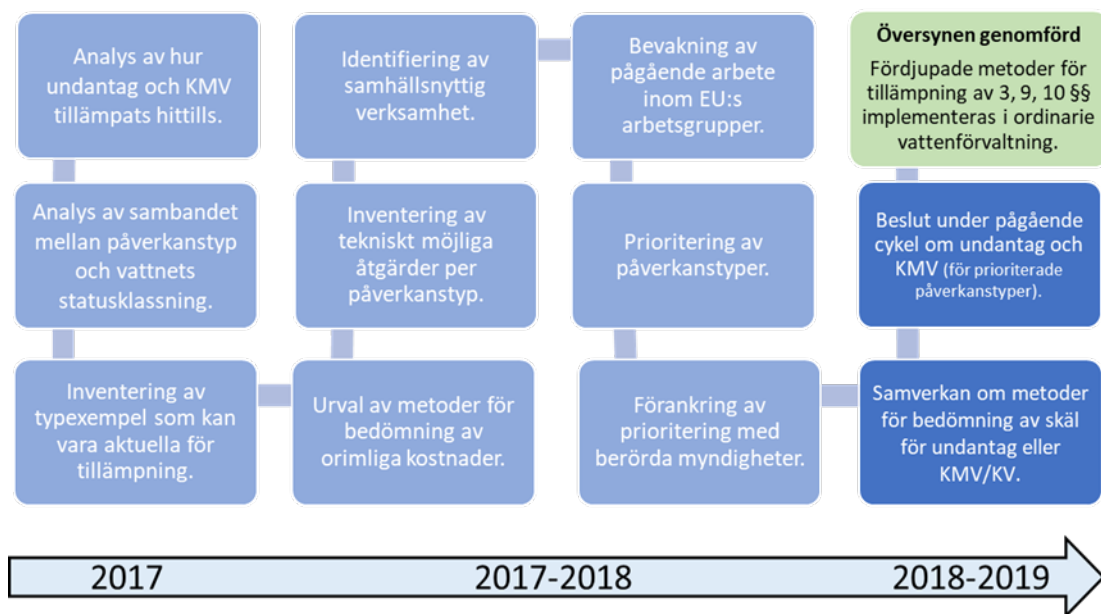 Analys av hur
undantag och KMV
tillämpats hittills.
Analys av sambandet
mellan påverkanstyp
och vattnets
statusklassning.
Inventering av
typexempel som kan
vara aktuella för
tillämpning.
Urval av metoder för
bedömning av
orimliga kostnader.
Inventering av
tekniskt möjliga
åtgärder per
påverkanstyp.
Identifiering av
samhällsnyttig
verksamhet.
Bevakning av
pågående arbete
inom EU:s
arbetsgrupper.
Prioritering av
påverkanstyper.
Förankring av
prioritering med
berörda myndigheter.
Samverkan om metoder
för bedömning av skäl
för undantag eller
KMV/KV.
Beslut under pågående
cykel om undantag och
KMV (för prioriterade
påverkanstyper).
Översynen genomförd
Fördjupade metoder för
tillämpning av 3, 9, 10 §§
implementeras i ordinarie
vattenförvaltning.
2017
2017-2018
2018-2019